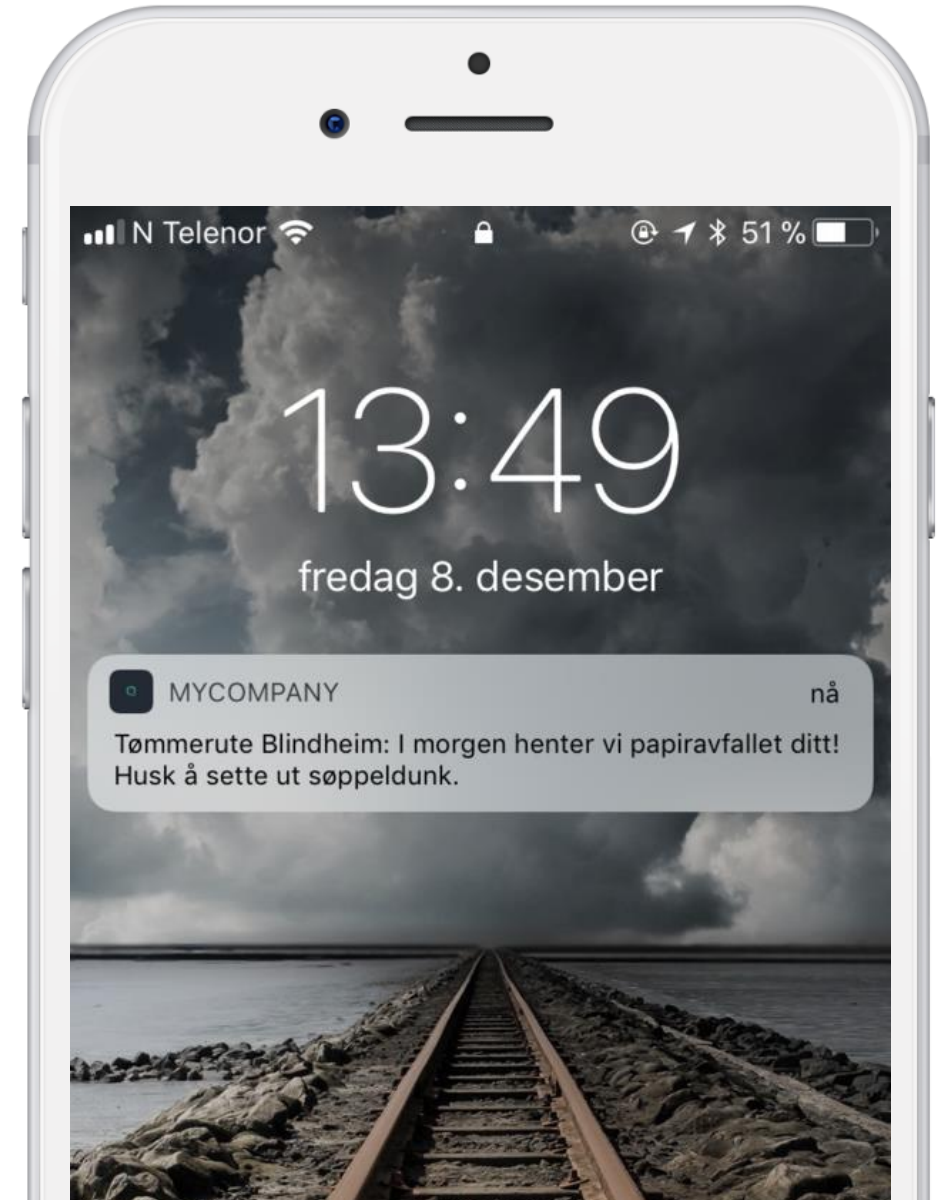 N Telenor 51 %
13:49
fredag 8. desember
MYCOMPANY nå
Tømmerute Blindheim: I morgen henter vi papiravfallet ditt!
Husk å sette ut søppeldunk.